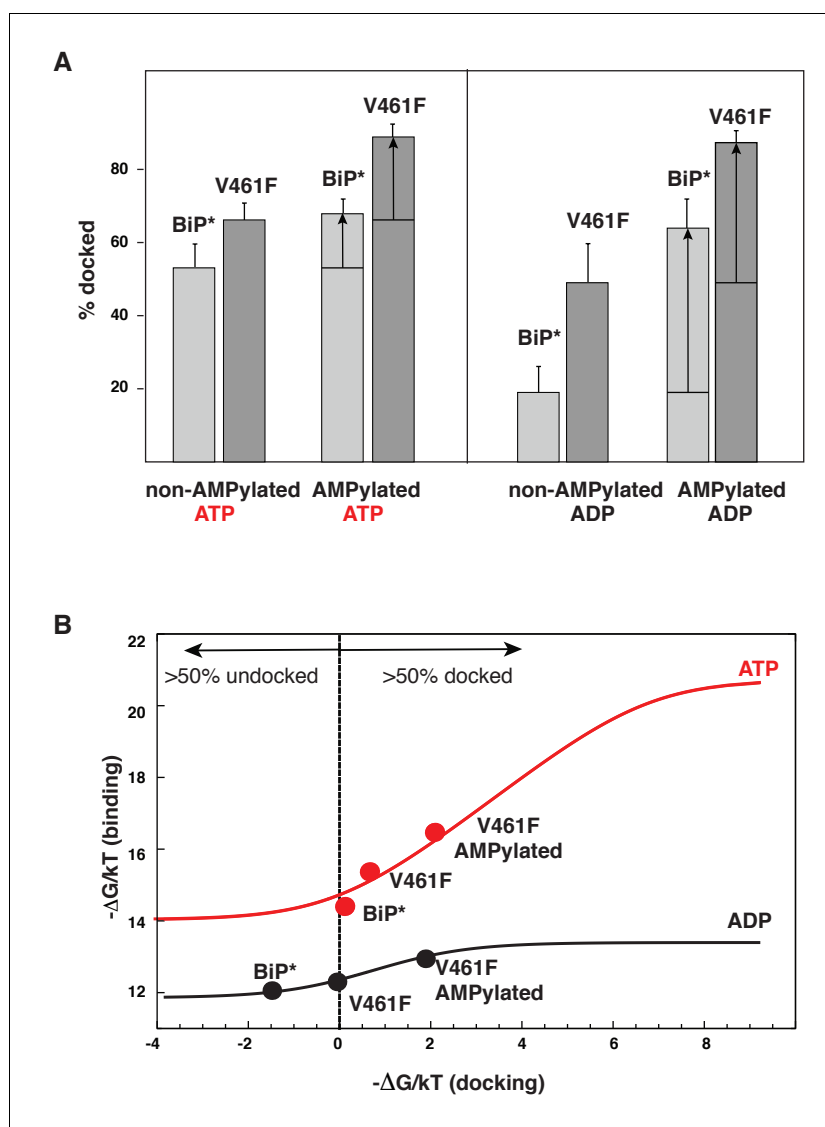 A
V461F
V461F
BiP*
V461F
BiP*
BiP*
V461F
BiP*
% docked
80
60
40
20
non-AMPylated
ATP
AMPylated
ATP
non-AMPylated
ADP
AMPylated
ADP
B
22
20
18
16
14
12
>50% undocked
>50% docked
ATP
V461F
AMPylated
V461F
BiP*
ADP
BiP*
V461F
V461F
AMPylated
-ΔG/kT (binding)
-4
-2
0
2
4
6
8
-ΔG/kT (docking)